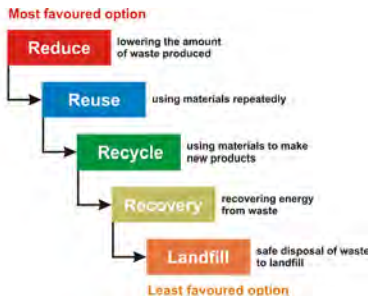 Most favoured option
Reduce
lowering the amount
of waste produced
Reuse
using materials repeatedly
Recycle
using materials to make
new products
Recovery
recovering energy
from waste
Landfill
safe disposal of waste
to landfill
Least favoured option